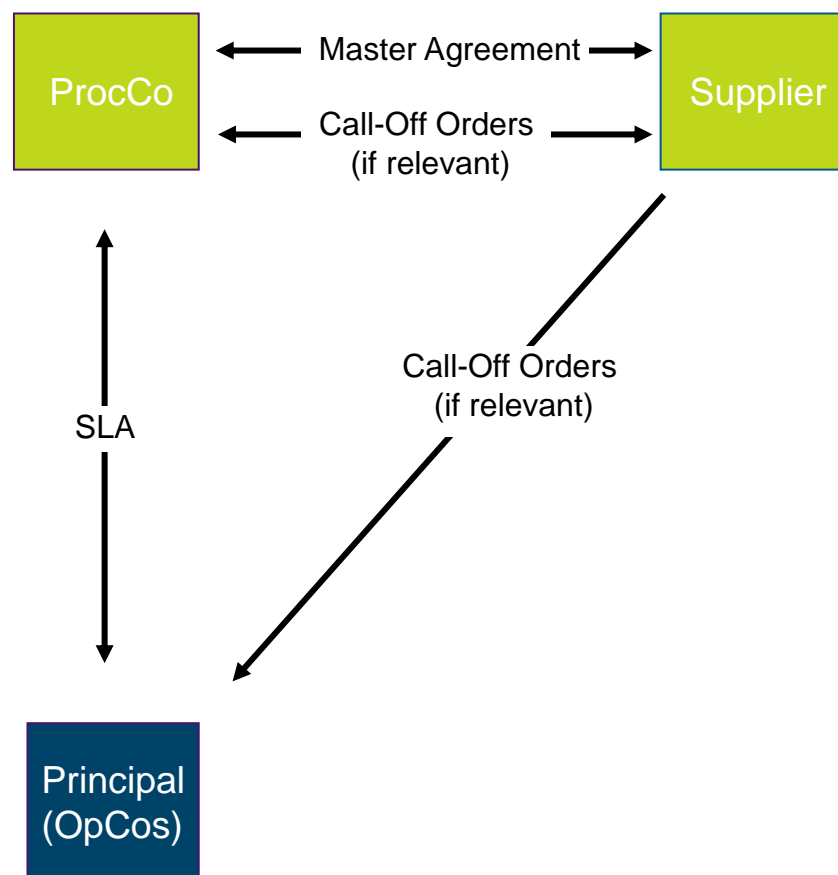 ProcCo
Master Agreement
Supplier
Call-Off Orders
(if relevant)
Call-Off Orders
(if relevant)
SLA
Principal
(OpCos)